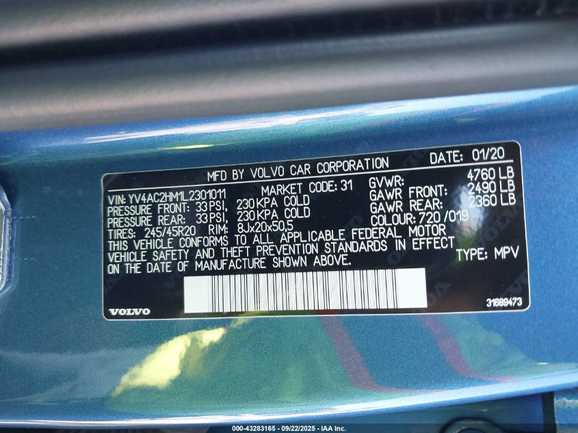 MFD BY VOLVO CAR CORPORATION DATE: 01/20
VIN: YV4AC2HM1L2301011 MARKET CODE: 31 GVWR: 4760 LB
PRESSURE FRONT: 33 PSI, 230 KPA COLD GAWR FRONT: 2490 LB
PRESSURE REAR: 33 PSI, 230 KPA COLD GAWR REAR: 2360 LB
TIRES: 245/45R20 RIM: 8Jx20x50,5 COLOUR: 720 /019
THIS VEHICLE CONFORMS TO ALL APPLICABLE FEDERAL MOTOR
VEHICLE SAFETY AND THEFT PREVENTION STANDARDS IN EFFECT
ON THE DATE OF MANUFACTURE SHOWN ABOVE. TYPE: MPV
VOLVO 31689473
000-43283165 - 09/22/2025 - IAA Inc.